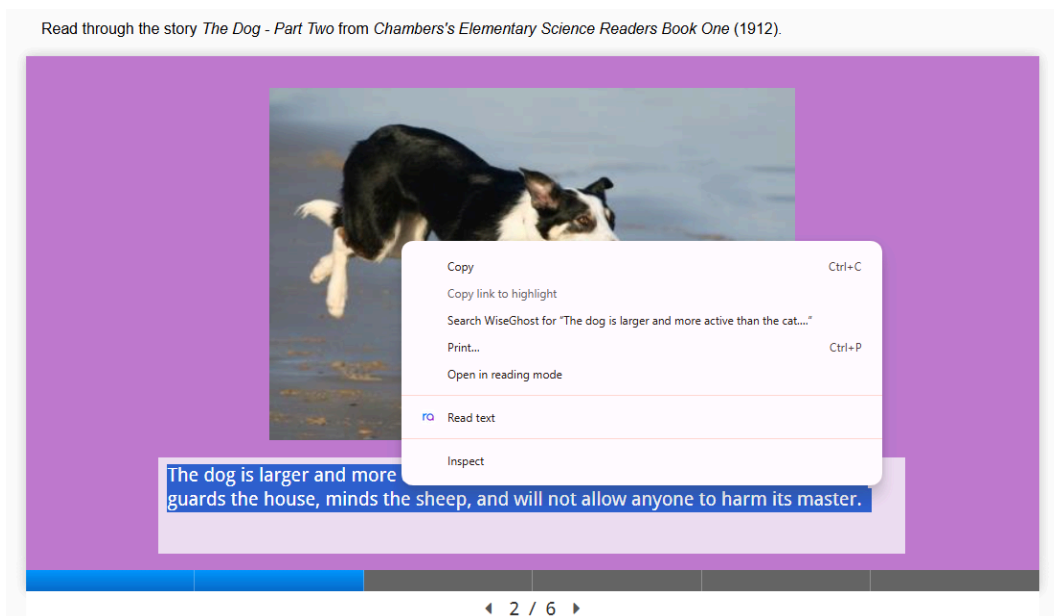 Read through the story The Dog - Part Two from Chambers's Elementary Science Readers Book One (1912).
Copy Ctrl+C
Copy link to highlight
Search WiseGhost for “The dog is larger and more active than the cat....”
Print... Ctrl+P
Open in reading mode
ra Read text
Inspect
The dog is larger and more
guards the house, minds the sheep, and will not allow anyone to harm its master.
2 / 6